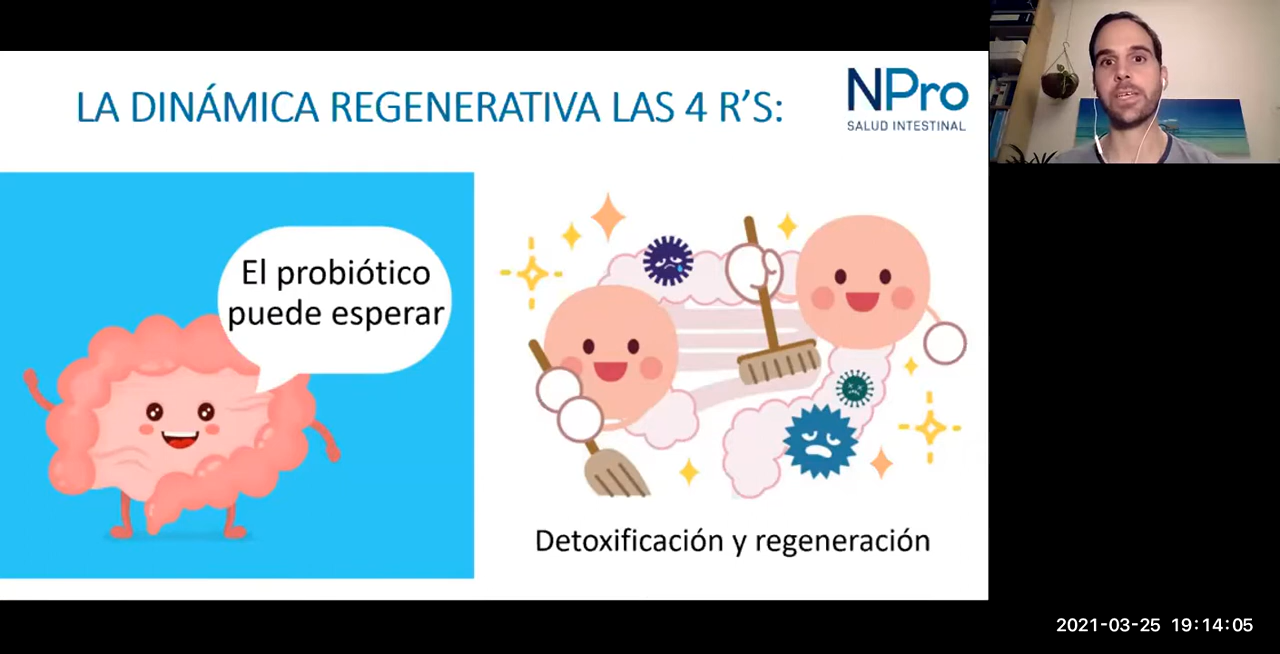 LA DINÁMICA REGENERATIVA LAS 4 R’S:
NPro
SALUD INTESTINAL
El probiótico
puede esperar
Detoxificación y regeneración
2021-03-25 19:14:05